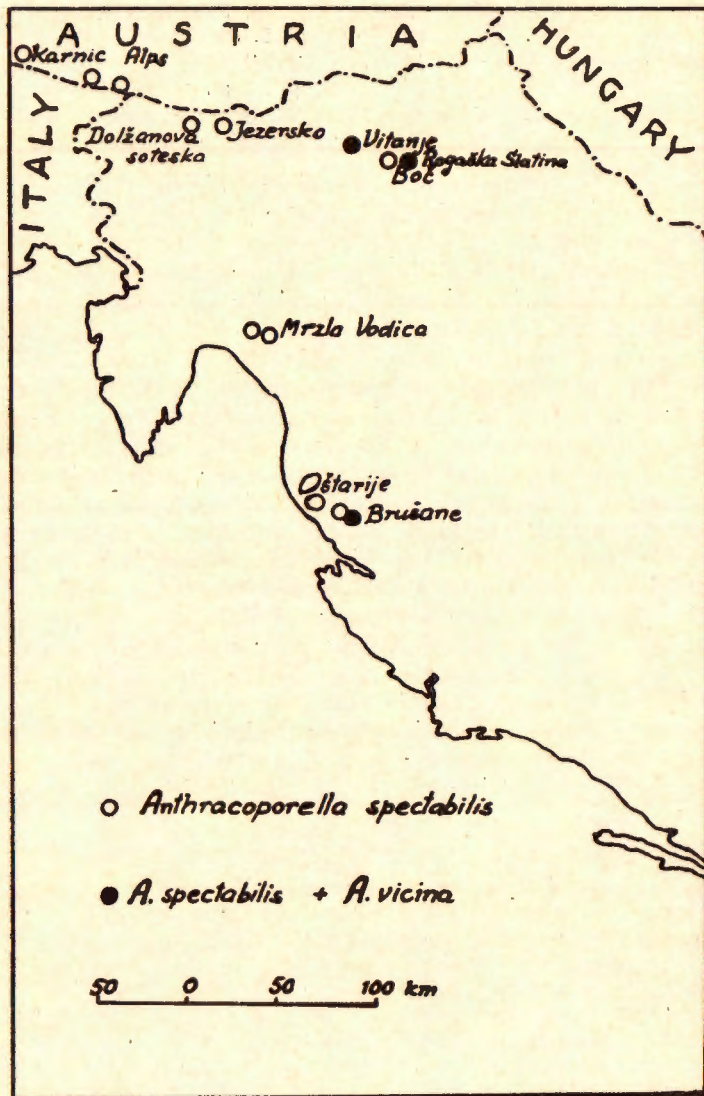 AUSTRIA
HUNGARY
ITALY
Karnic Alps
Dolžanova
soteska
Jezersko
Vitanje
Rogaška Slatina
Boč
Mrzla Vodica
Oštarije
Brušane
Anthracoporella spectabilis
A. spectabilis + A. vicina
50 0 50 100 km